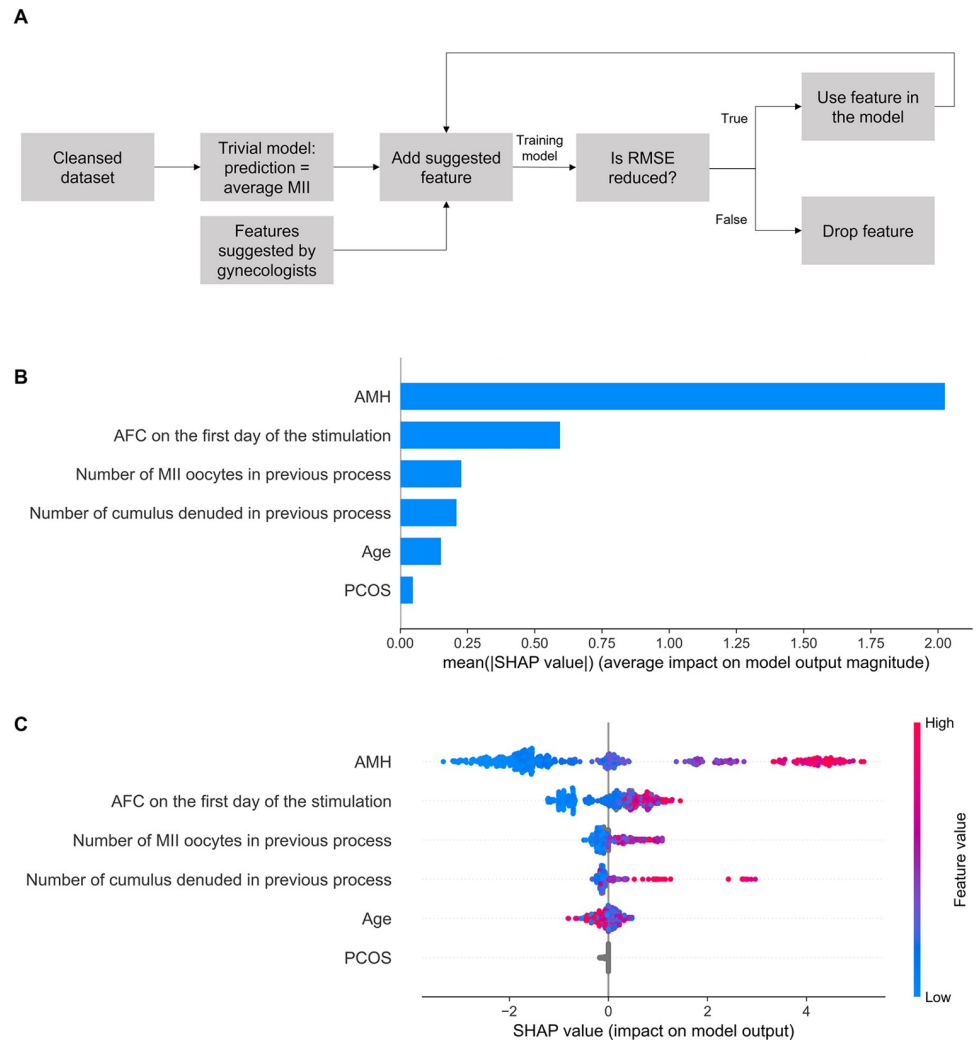 A
Cleansed
dataset
Trivial model:
prediction =
average MII
Features
suggested by
gynecologists
Add suggested
feature
Training
model
Is RMSE
reduced?
True
False
Use feature in
the model
Drop feature
B
AMH
AFC on the first day of the stimulation
Number of MII oocytes in previous process
Number of cumulus denuded in previous process
Age
PCOS
0.00 0.25 0.50 0.75 1.00 1.25 1.50 1.75 2.00
mean(|SHAP value|) (average impact on model output magnitude)
C
AMH
AFC on the first day of the stimulation
Number of MII oocytes in previous process
Number of cumulus denuded in previous process
Age
PCOS
−2 0 2 4
SHAP value (impact on model output)
High
Feature value
Low